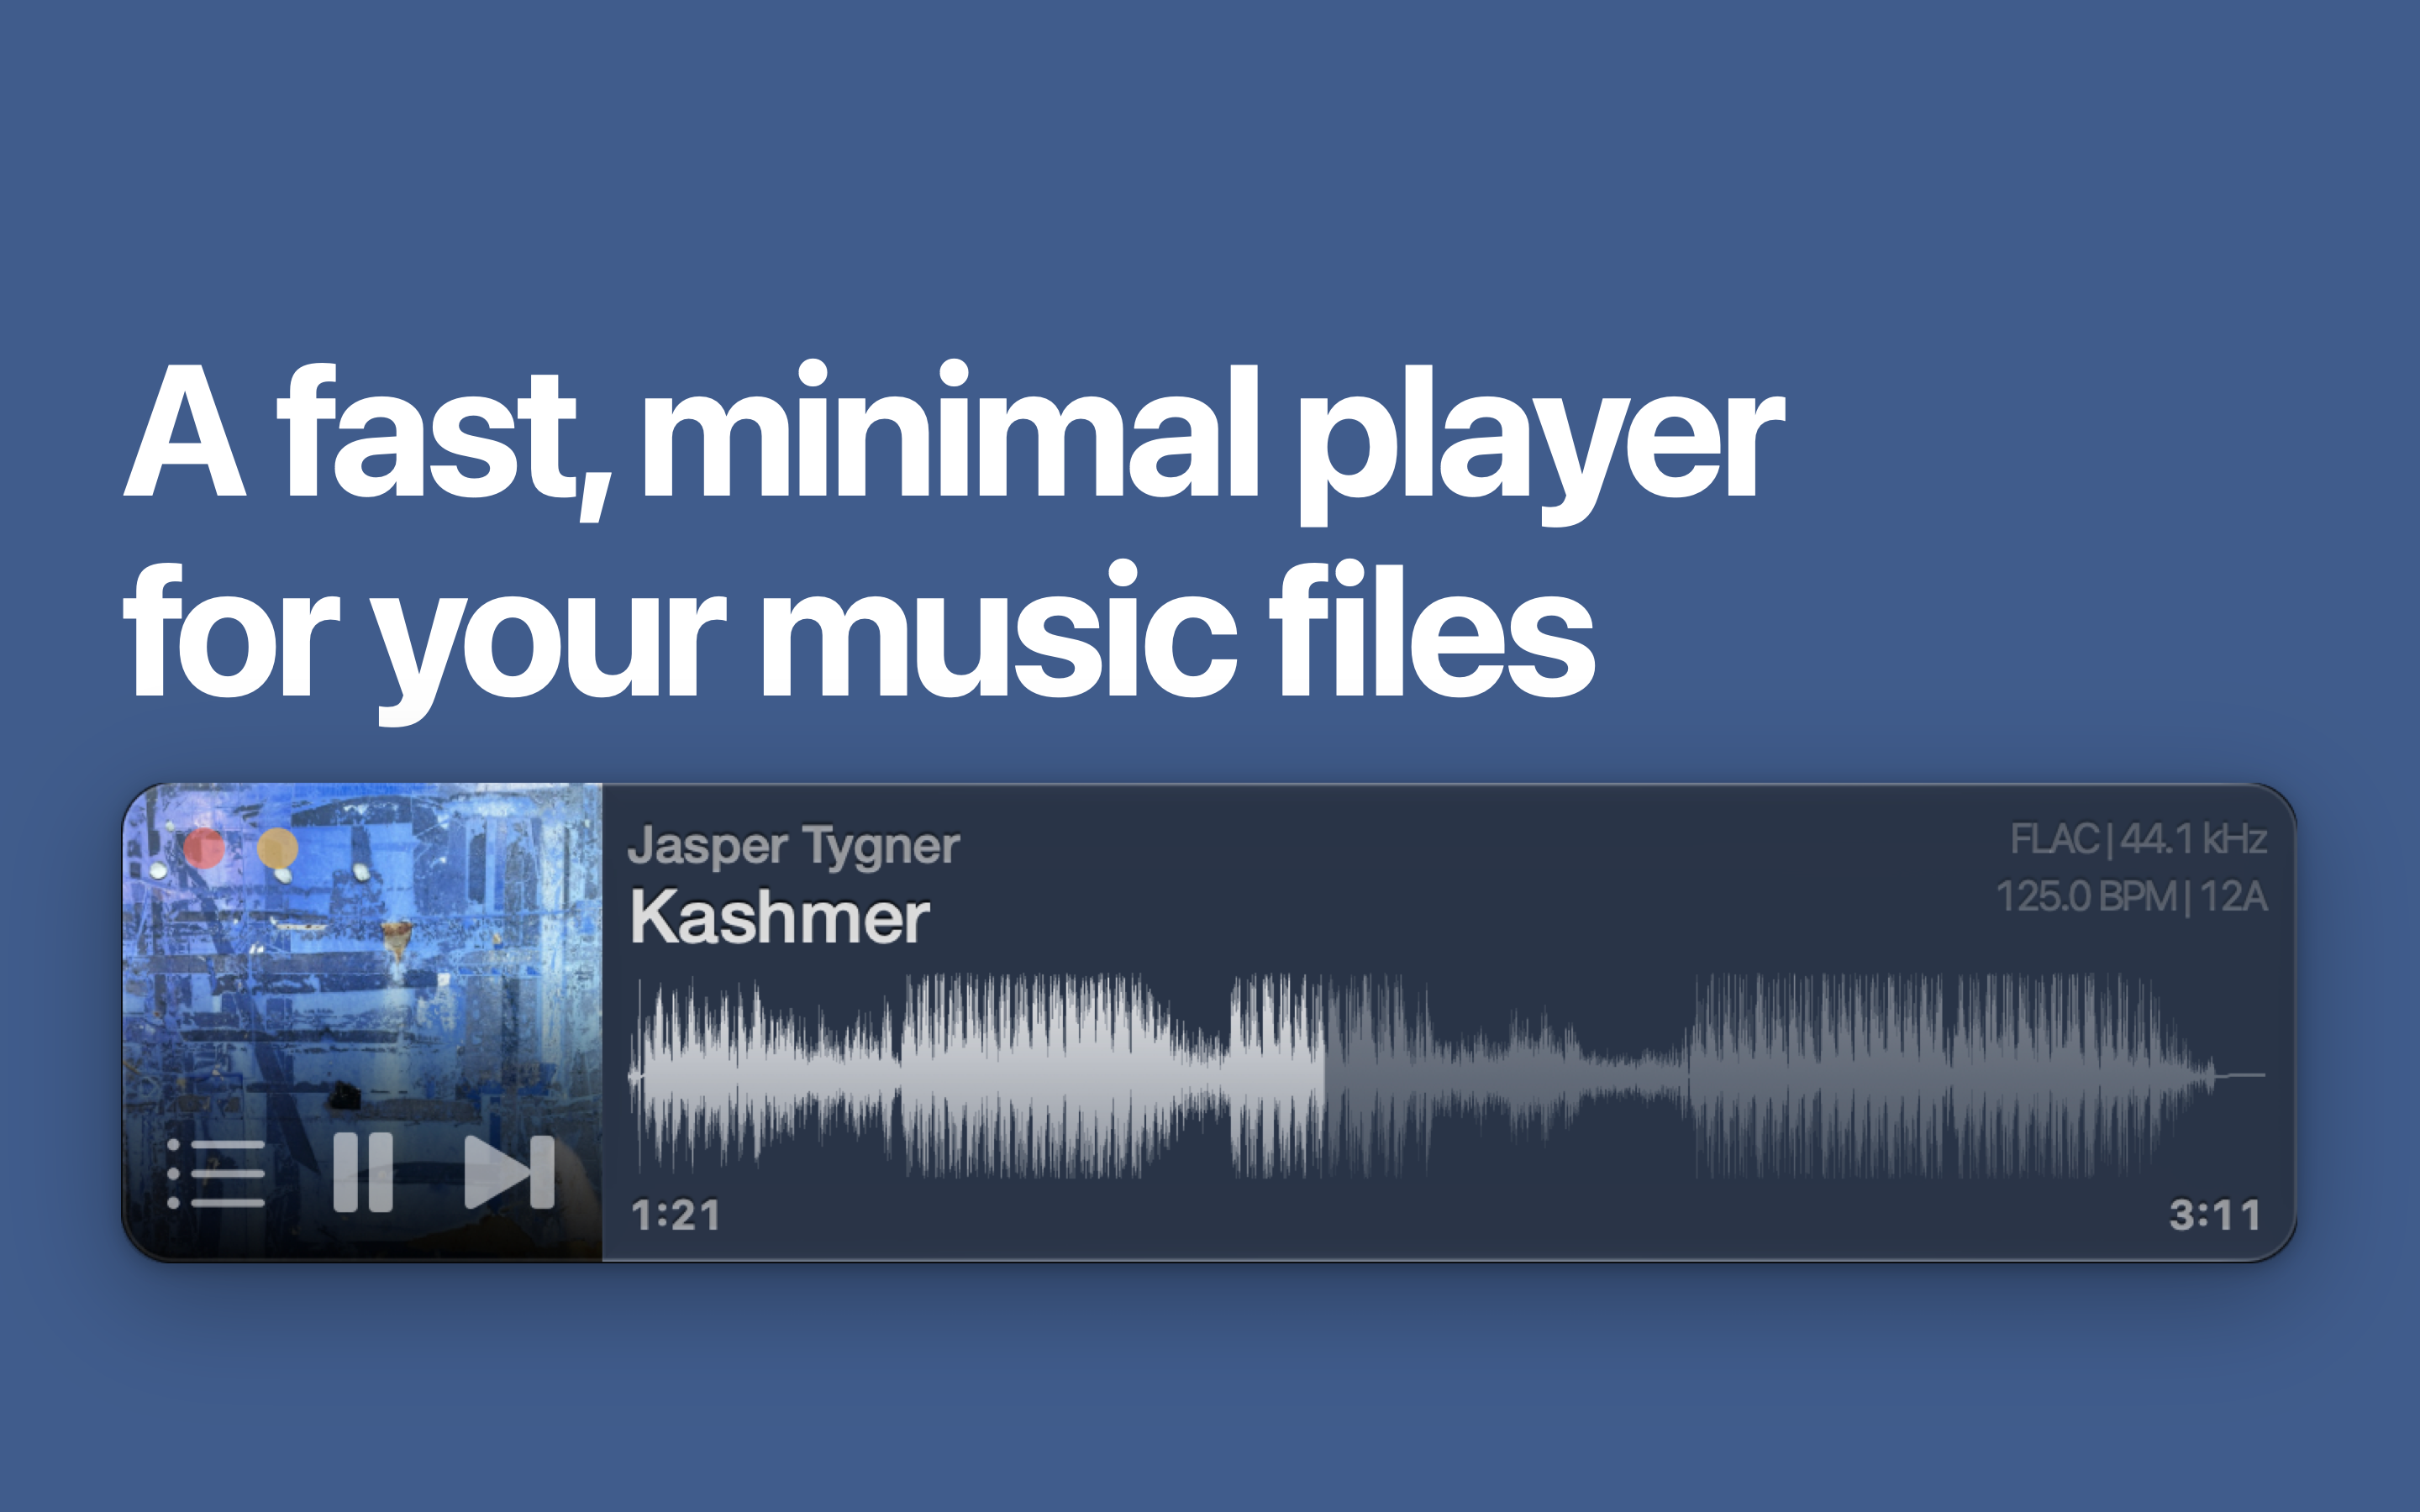 A fast, minimal player
for your music files
Jasper Tygner
Kashmer
FLAC | 44.1 kHz
125.0 BPM | 12A
1:21
3:11